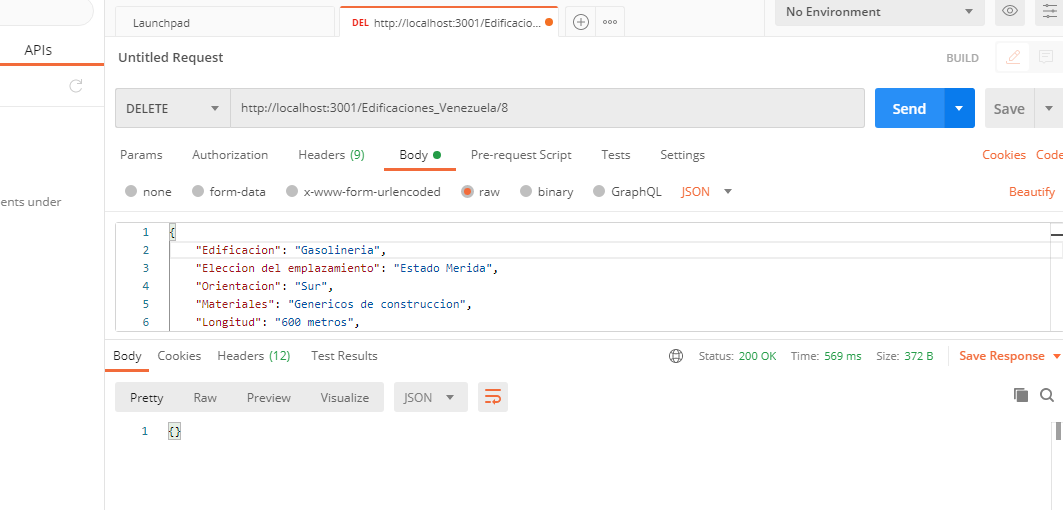 Launchpad
DEL http://localhost:3001/Edificacio...
No Environment
APIs
Untitled Request
BUILD
DELETE
http://localhost:3001/Edificaciones_Venezuela/8
Send
Save
Params
Authorization
Headers (9)
Body
Pre-request Script
Tests
Settings
Cookies
Code
none
form-data
x-www-form-urlencoded
raw
binary
GraphQL
JSON
Beautify
ents under
1 {
2 "Edificacion": "Gasolineria",
3 "Eleccion del emplazamiento": "Estado Merida",
4 "Orientacion": "Sur",
5 "Materiales": "Genericos de construccion",
6 "Longitud": "600 metros",
Body
Cookies
Headers (12)
Test Results
Status: 200 OK
Time: 569 ms
Size: 372 B
Save Response
Pretty
Raw
Preview
Visualize
JSON
1 {}